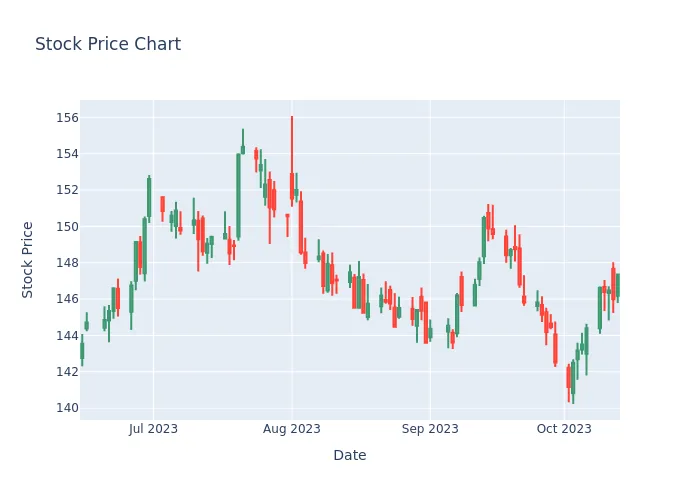 Stock Price Chart
156
154
152
150
148
146
144
142
140
Stock Price
Jul 2023
Aug 2023
Sep 2023
Oct 2023
Date